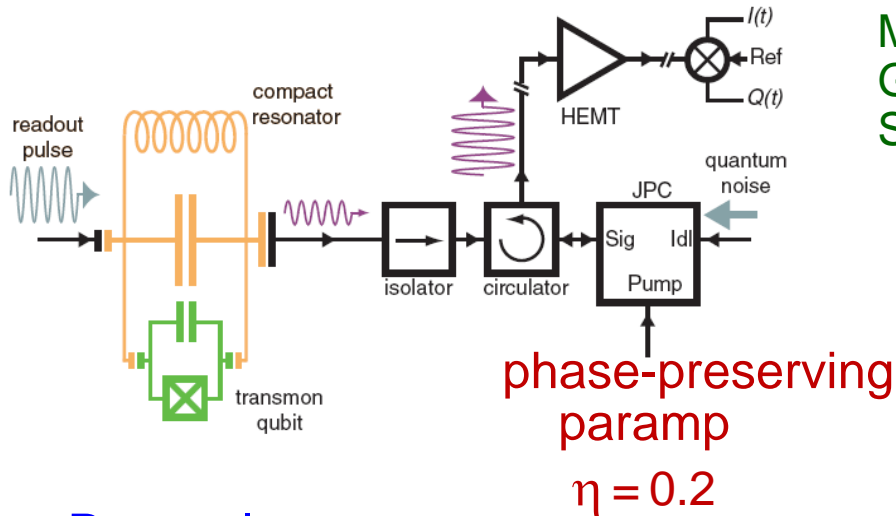 I(t)
Ref
Q(t)
HEMT
compact
resonator
readout
pulse
quantum
noise
JPC
Sig
Idl
Pump
isolator
circulator
transmon
qubit
phase-preserving
paramp
η = 0.2